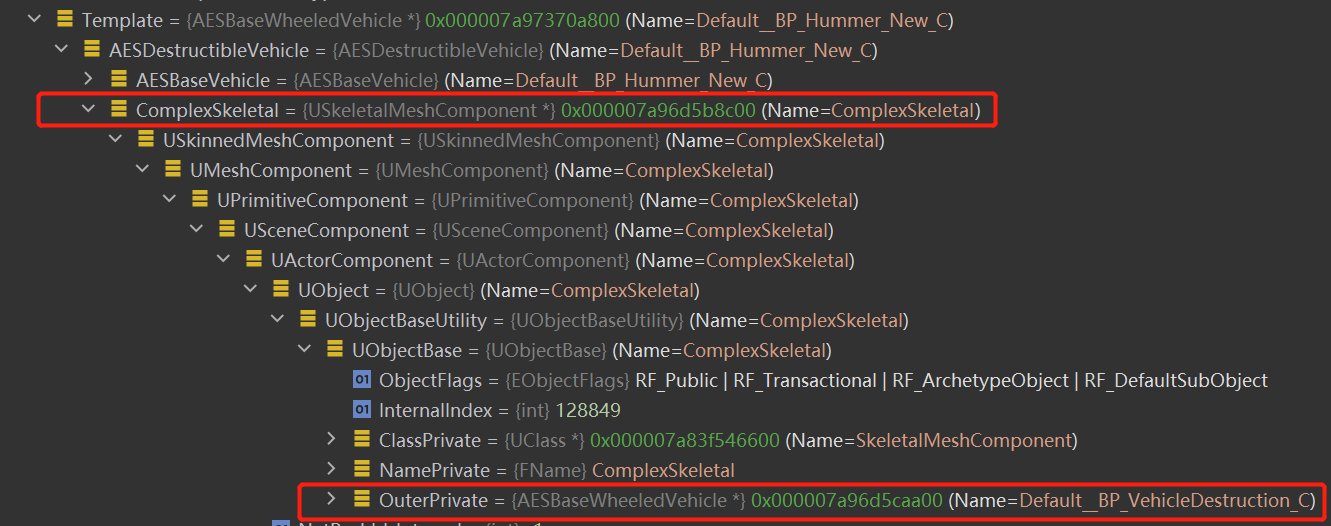 Template = {AESBaseWheeledVehicle *} 0x000007a97370a800 (Name=Default__BP_Hummer_New_C)
AESDestructibleVehicle = {AESDestructibleVehicle} (Name=Default__BP_Hummer_New_C)
AESBaseVehicle = {AESBaseVehicle} (Name=Default__BP_Hummer_New_C)
ComplexSkeletal = {USkeletalMeshComponent *} 0x000007a96d5b8c00 (Name=ComplexSkeletal)
USkinnedMeshComponent = {USkinnedMeshComponent} (Name=ComplexSkeletal)
UMeshComponent = {UMeshComponent} (Name=ComplexSkeletal)
UPrimitiveComponent = {UPrimitiveComponent} (Name=ComplexSkeletal)
USceneComponent = {USceneComponent} (Name=ComplexSkeletal)
UActorComponent = {UActorComponent} (Name=ComplexSkeletal)
UObject = {UObject} (Name=ComplexSkeletal)
UObjectBaseUtility = {UObjectBaseUtility} (Name=ComplexSkeletal)
UObjectBase = {UObjectBase} (Name=ComplexSkeletal)
01 ObjectFlags = {EObjectFlags} RF_Public | RF_Transactional | RF_ArchetypeObject | RF_DefaultSubObject
01 InternalIndex = {int} 128849
ClassPrivate = {UClass *} 0x000007a83f546600 (Name=SkeletalMeshComponent)
NamePrivate = {FName} ComplexSkeletal
OuterPrivate = {AESBaseWheeledVehicle *} 0x000007a96d5caa00 (Name=Default__BP_VehicleDestruction_C)